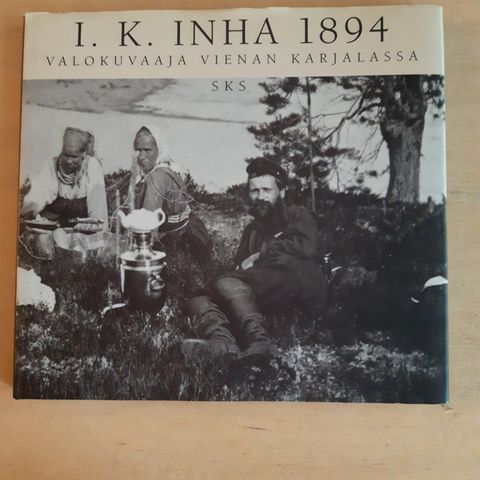 I. K. INHA 1894
VALOKUVAAJA VIENAN KARJALASSA
SKS